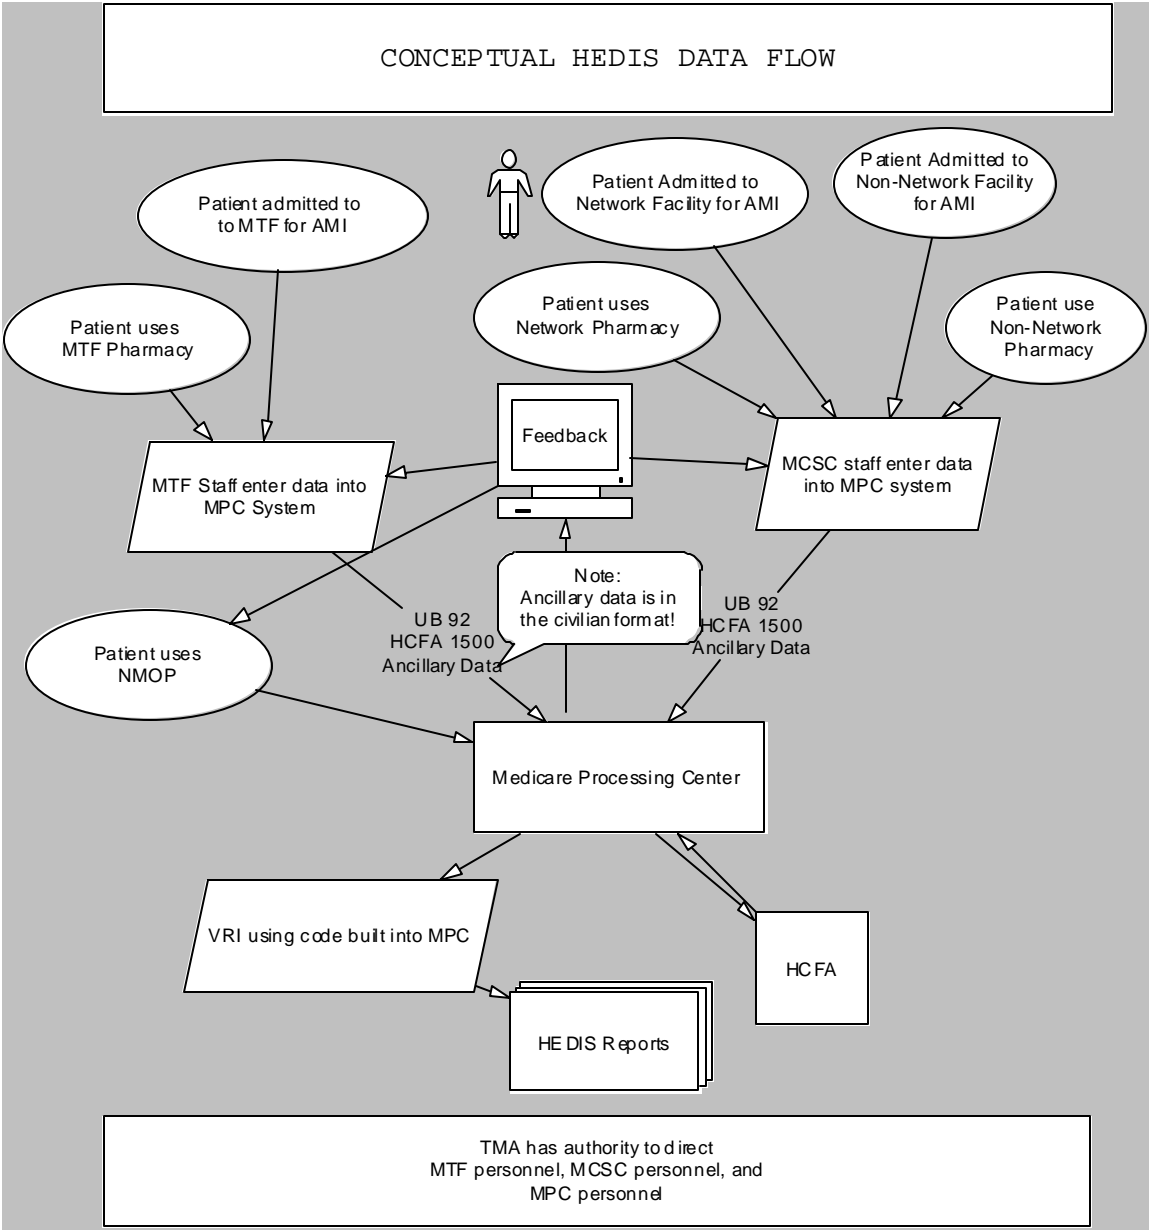 CONCEPTUAL HEDIS DATA FLOW
Patient admitted to
to MTF for AMI
Patient Admitted to
Network Facility for AMI
Patient Admitted to
Non-Network Facility
for AMI
Patient uses
MTF Pharmacy
Patient uses
Network Pharmacy
Patient use
Non-Network
Pharmacy
Feedback
MTF Staff enter data into
MPC System
MCSC staff enter data
into MPC system
Note:
Ancillary data is in
the civilian format!
UB 92
HCFA 1500
Ancillary Data
UB 92
HCFA 1500
Ancillary Data
Patient uses
NMOP
Medicare Processing Center
VRI using code built into MPC
HCFA
HEDIS Reports
TMA has authority to direct
MTF personnel, MCSC personnel, and
MPC personnel